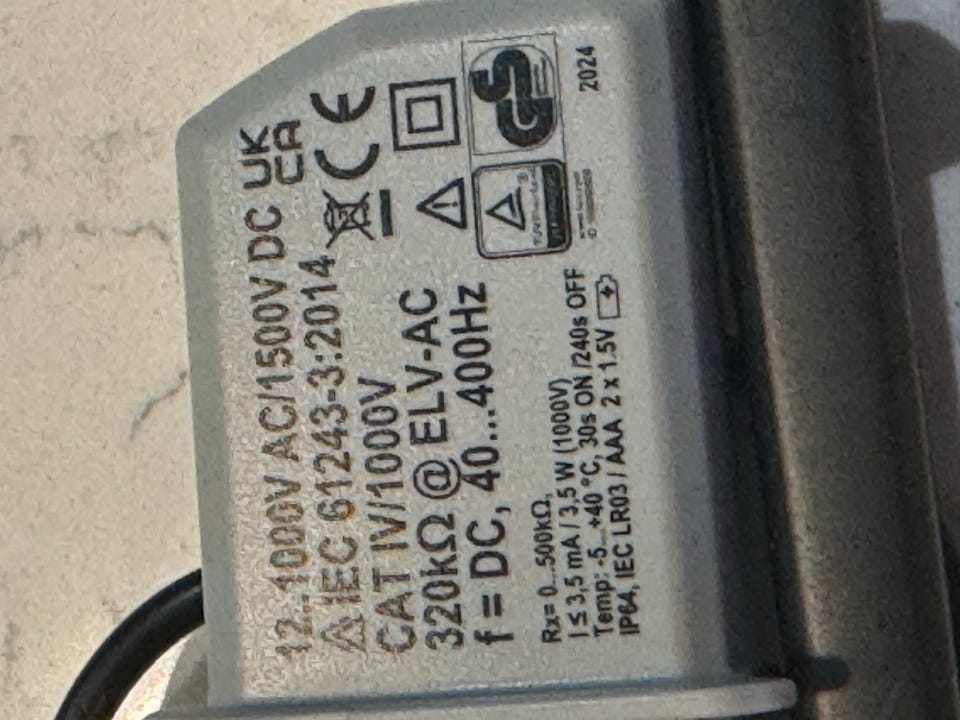 12...1000V AC/1500V DC
IEC 61243-3:2014
CAT IV/1000V
320kΩ @ ELV-AC
f = DC, 40...400Hz
Rx= 0...500kΩ,
I ≤ 3,5 mA / 3,5 W (1000V)
Temp: -5...+40 °C, 30s ON /240s OFF
IP64, IEC LR03 / AAA 2 x 1.5V
UK
CA
CE
GS
2024